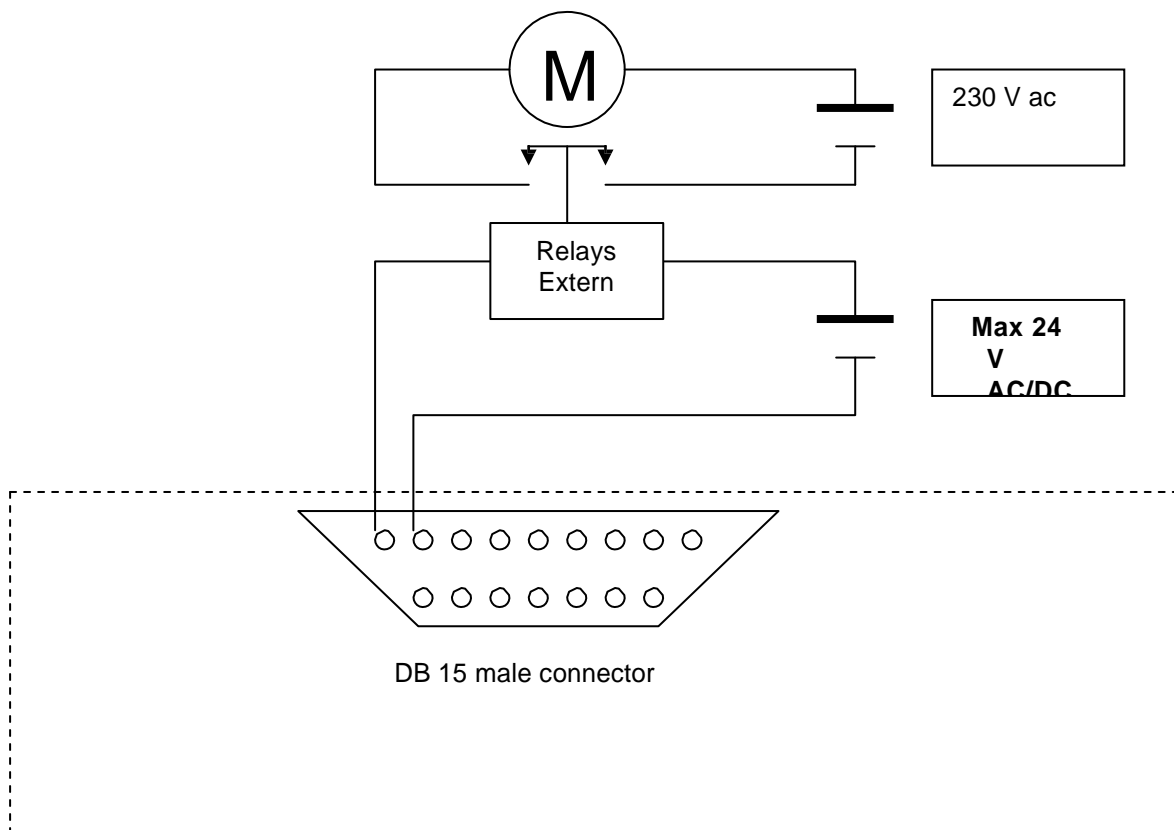 M
230 V ac
Relays
Extern
Max 24
V
AC/DC
DB 15 male connector